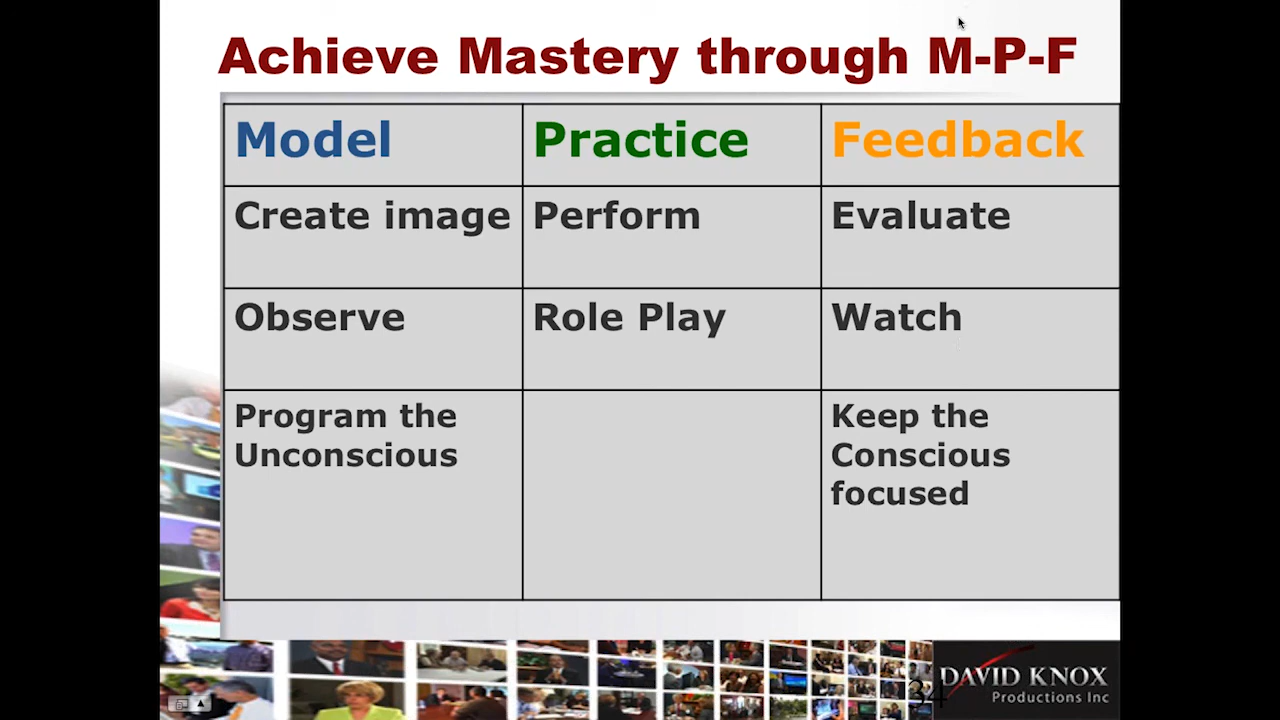 Achieve Mastery through M-P-F
Model Practice Feedback
Create image Perform Evaluate
Observe Role Play Watch
Program the
Unconscious
Keep the
Conscious
focused
34
DAVID KNOX
Productions Inc